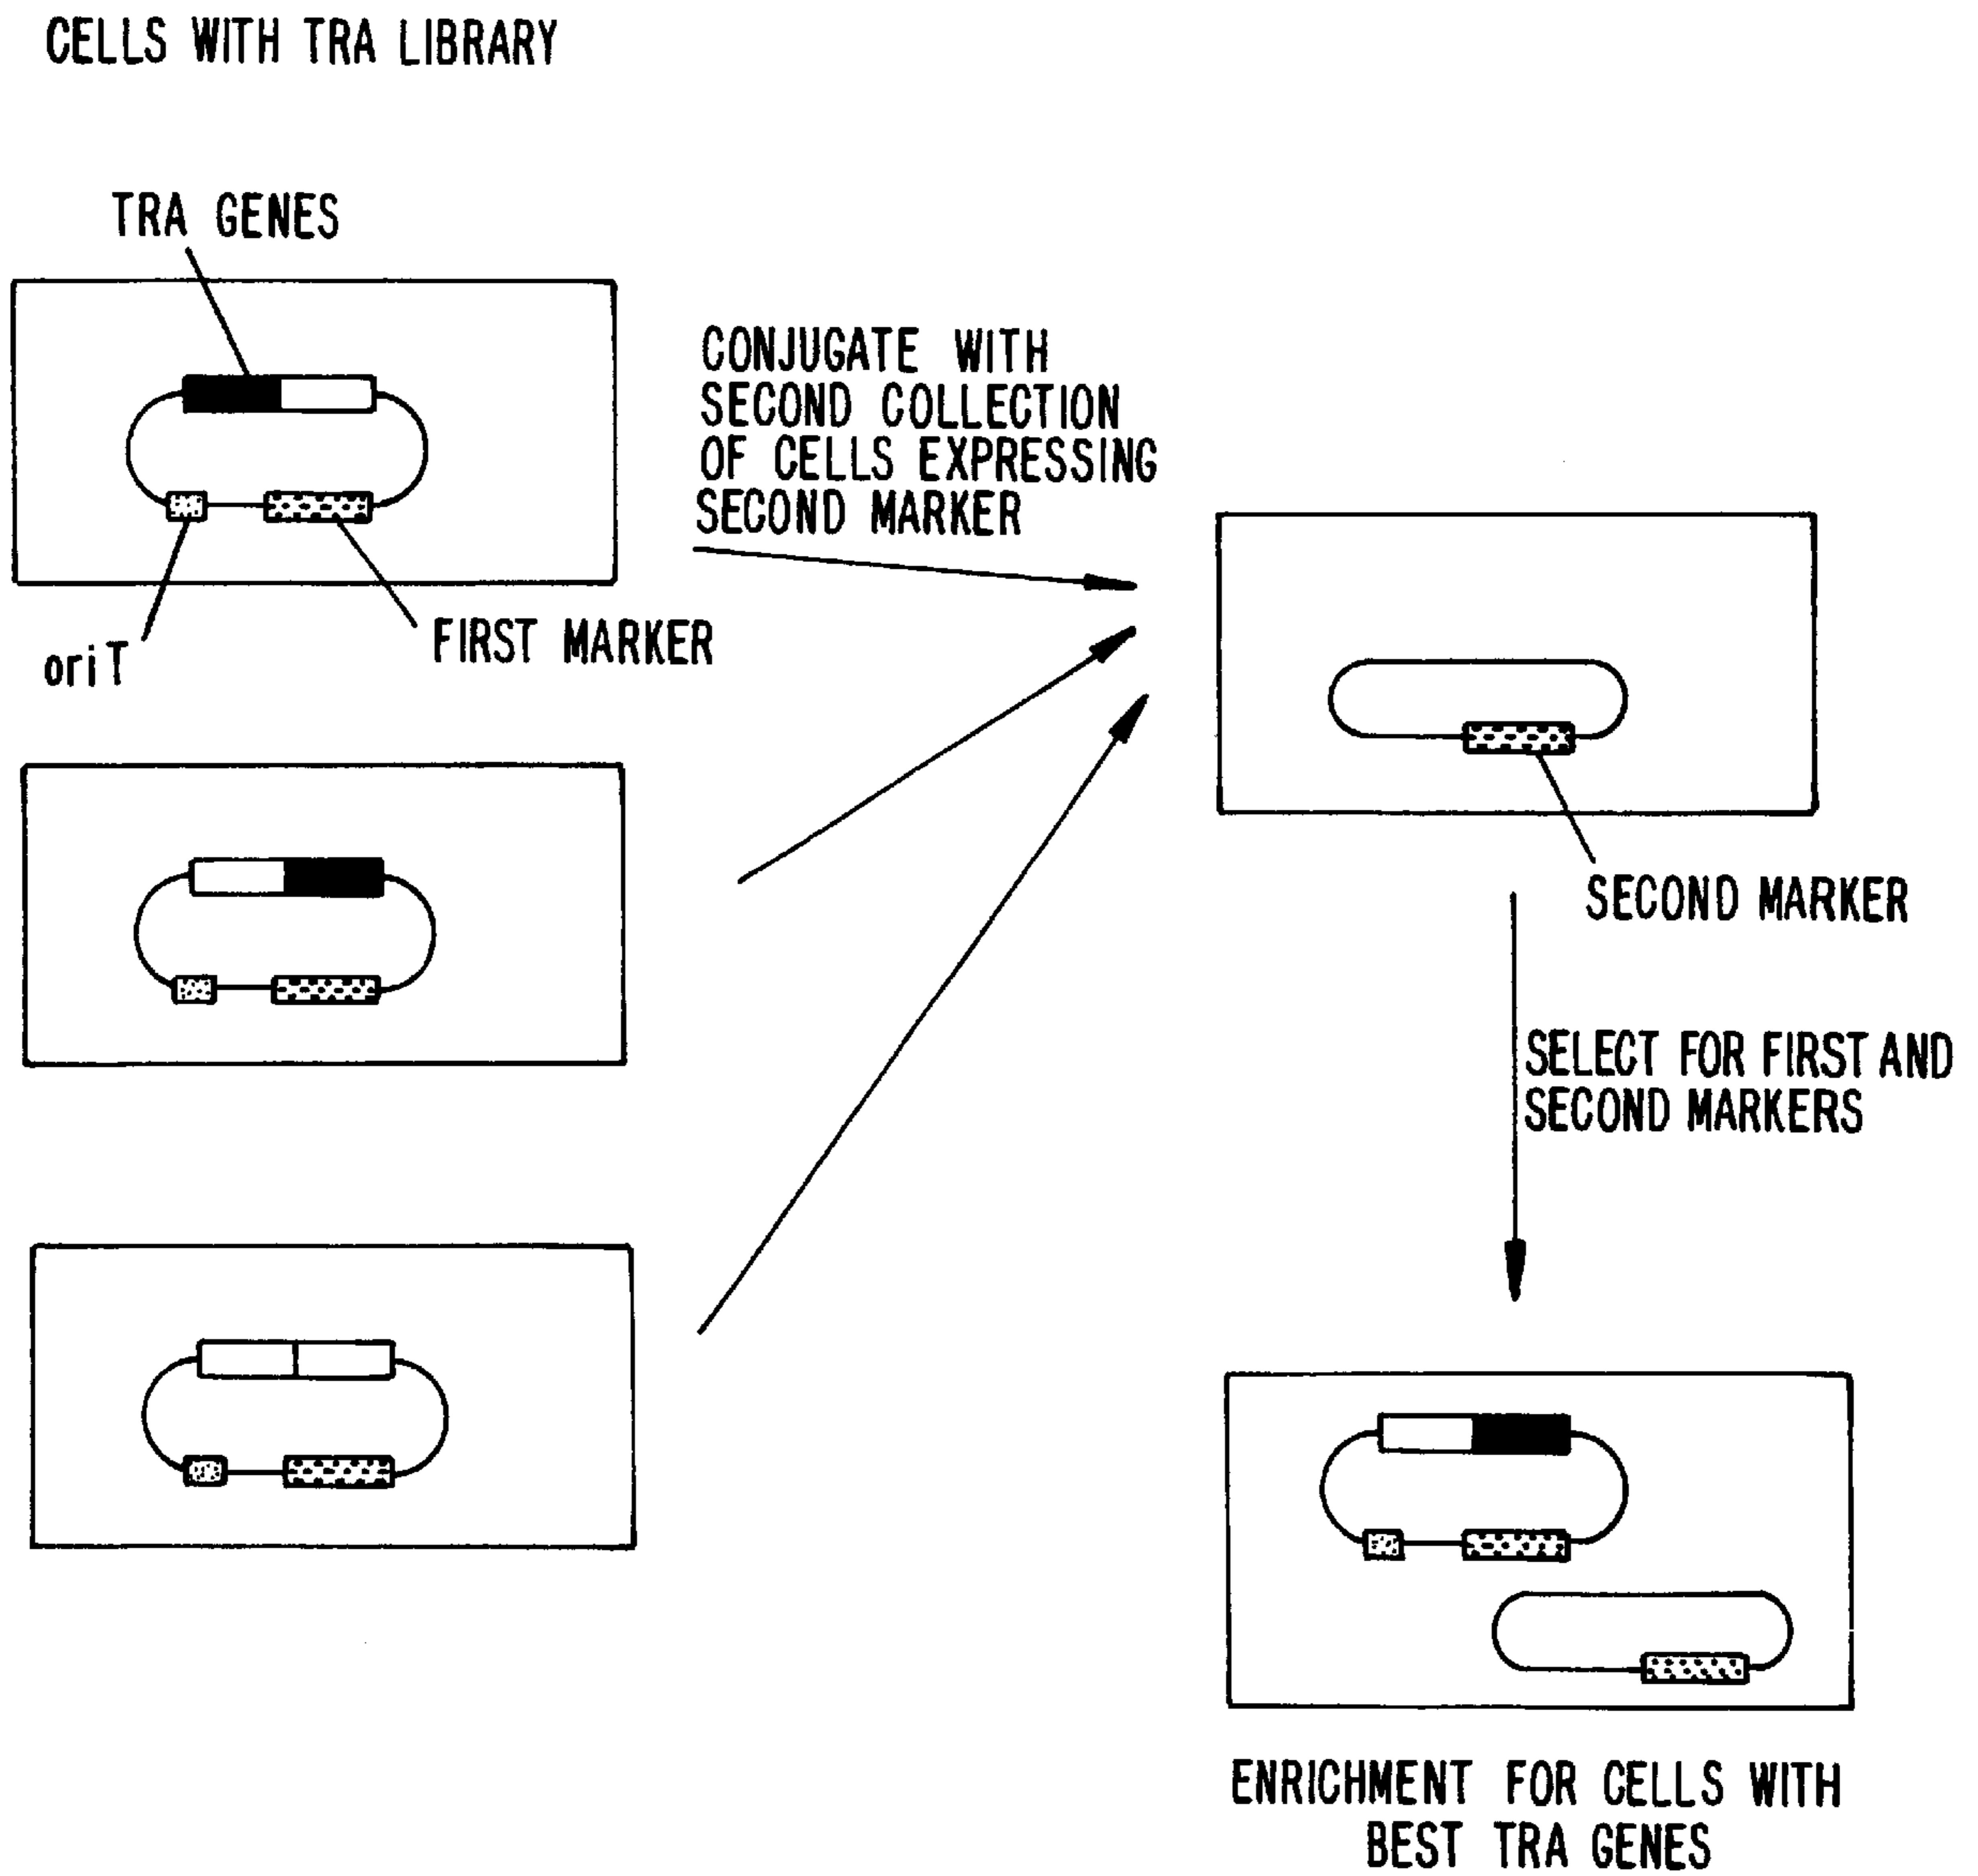 CELLS WITH TRA LIBRARY
TRA GENES
CONJUGATE WITH
SECOND COLLECTION
OF CELLS EXPRESSING
SECOND MARKER
oriT
FIRST MARKER
SECOND MARKER
SELECT FOR FIRST AND
SECOND MARKERS
ENRICHMENT FOR CELLS WITH
BEST TRA GENES